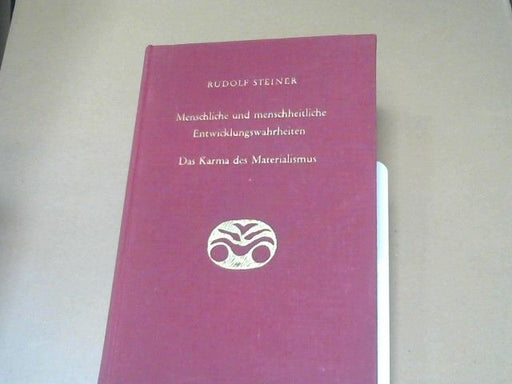 RUDOLF STEINER
Menschliche und menschheitliche
Entwicklungswahrheiten
Das Karma des Materialismus